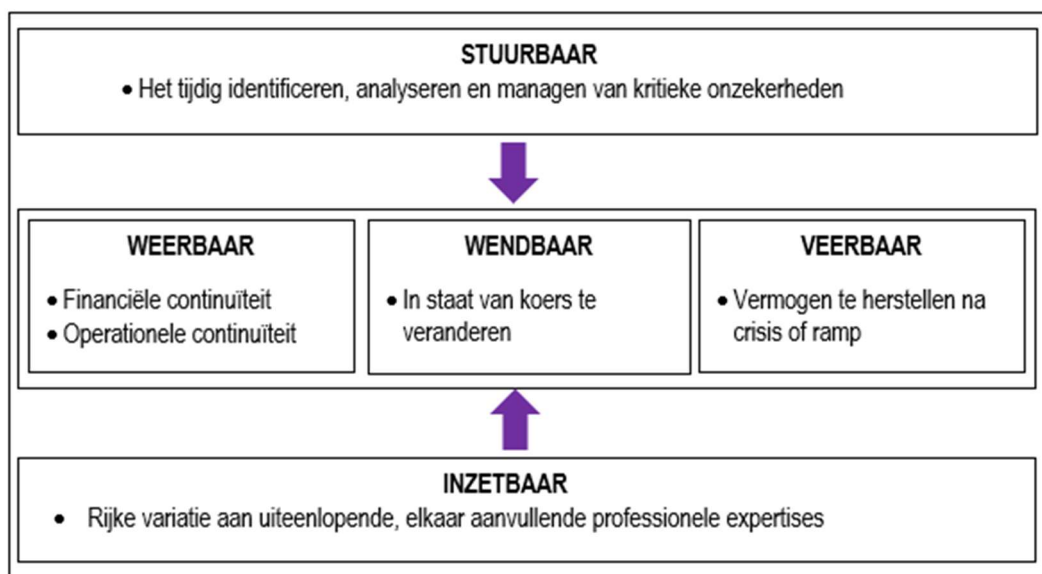 STUURBAAR
• Het tijdig identificeren, analyseren en managen van kritieke onzekerheden
WEERBAAR
• Financiële continuïteit
• Operationele continuïteit
WENDBAAR
• In staat van koers te
veranderen
VEERBAAR
• Vermogen te herstellen na
crisis of ramp
INZETBAAR
• Rijke variatie aan uiteenlopende, elkaar aanvullende professionele expertises